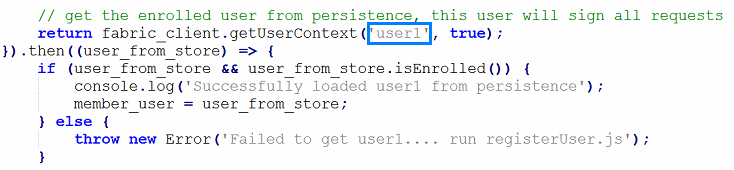 // get the enrolled user from persistence, this user will sign all requests
return fabric_client.getUserContext('user1', true);
}).then((user_from_store) => {
if (user_from_store && user_from_store.isEnrolled()) {
console.log('Successfully loaded user1 from persistence');
member_user = user_from_store;
} else {
throw new Error('Failed to get user1.... run registerUser.js');
}